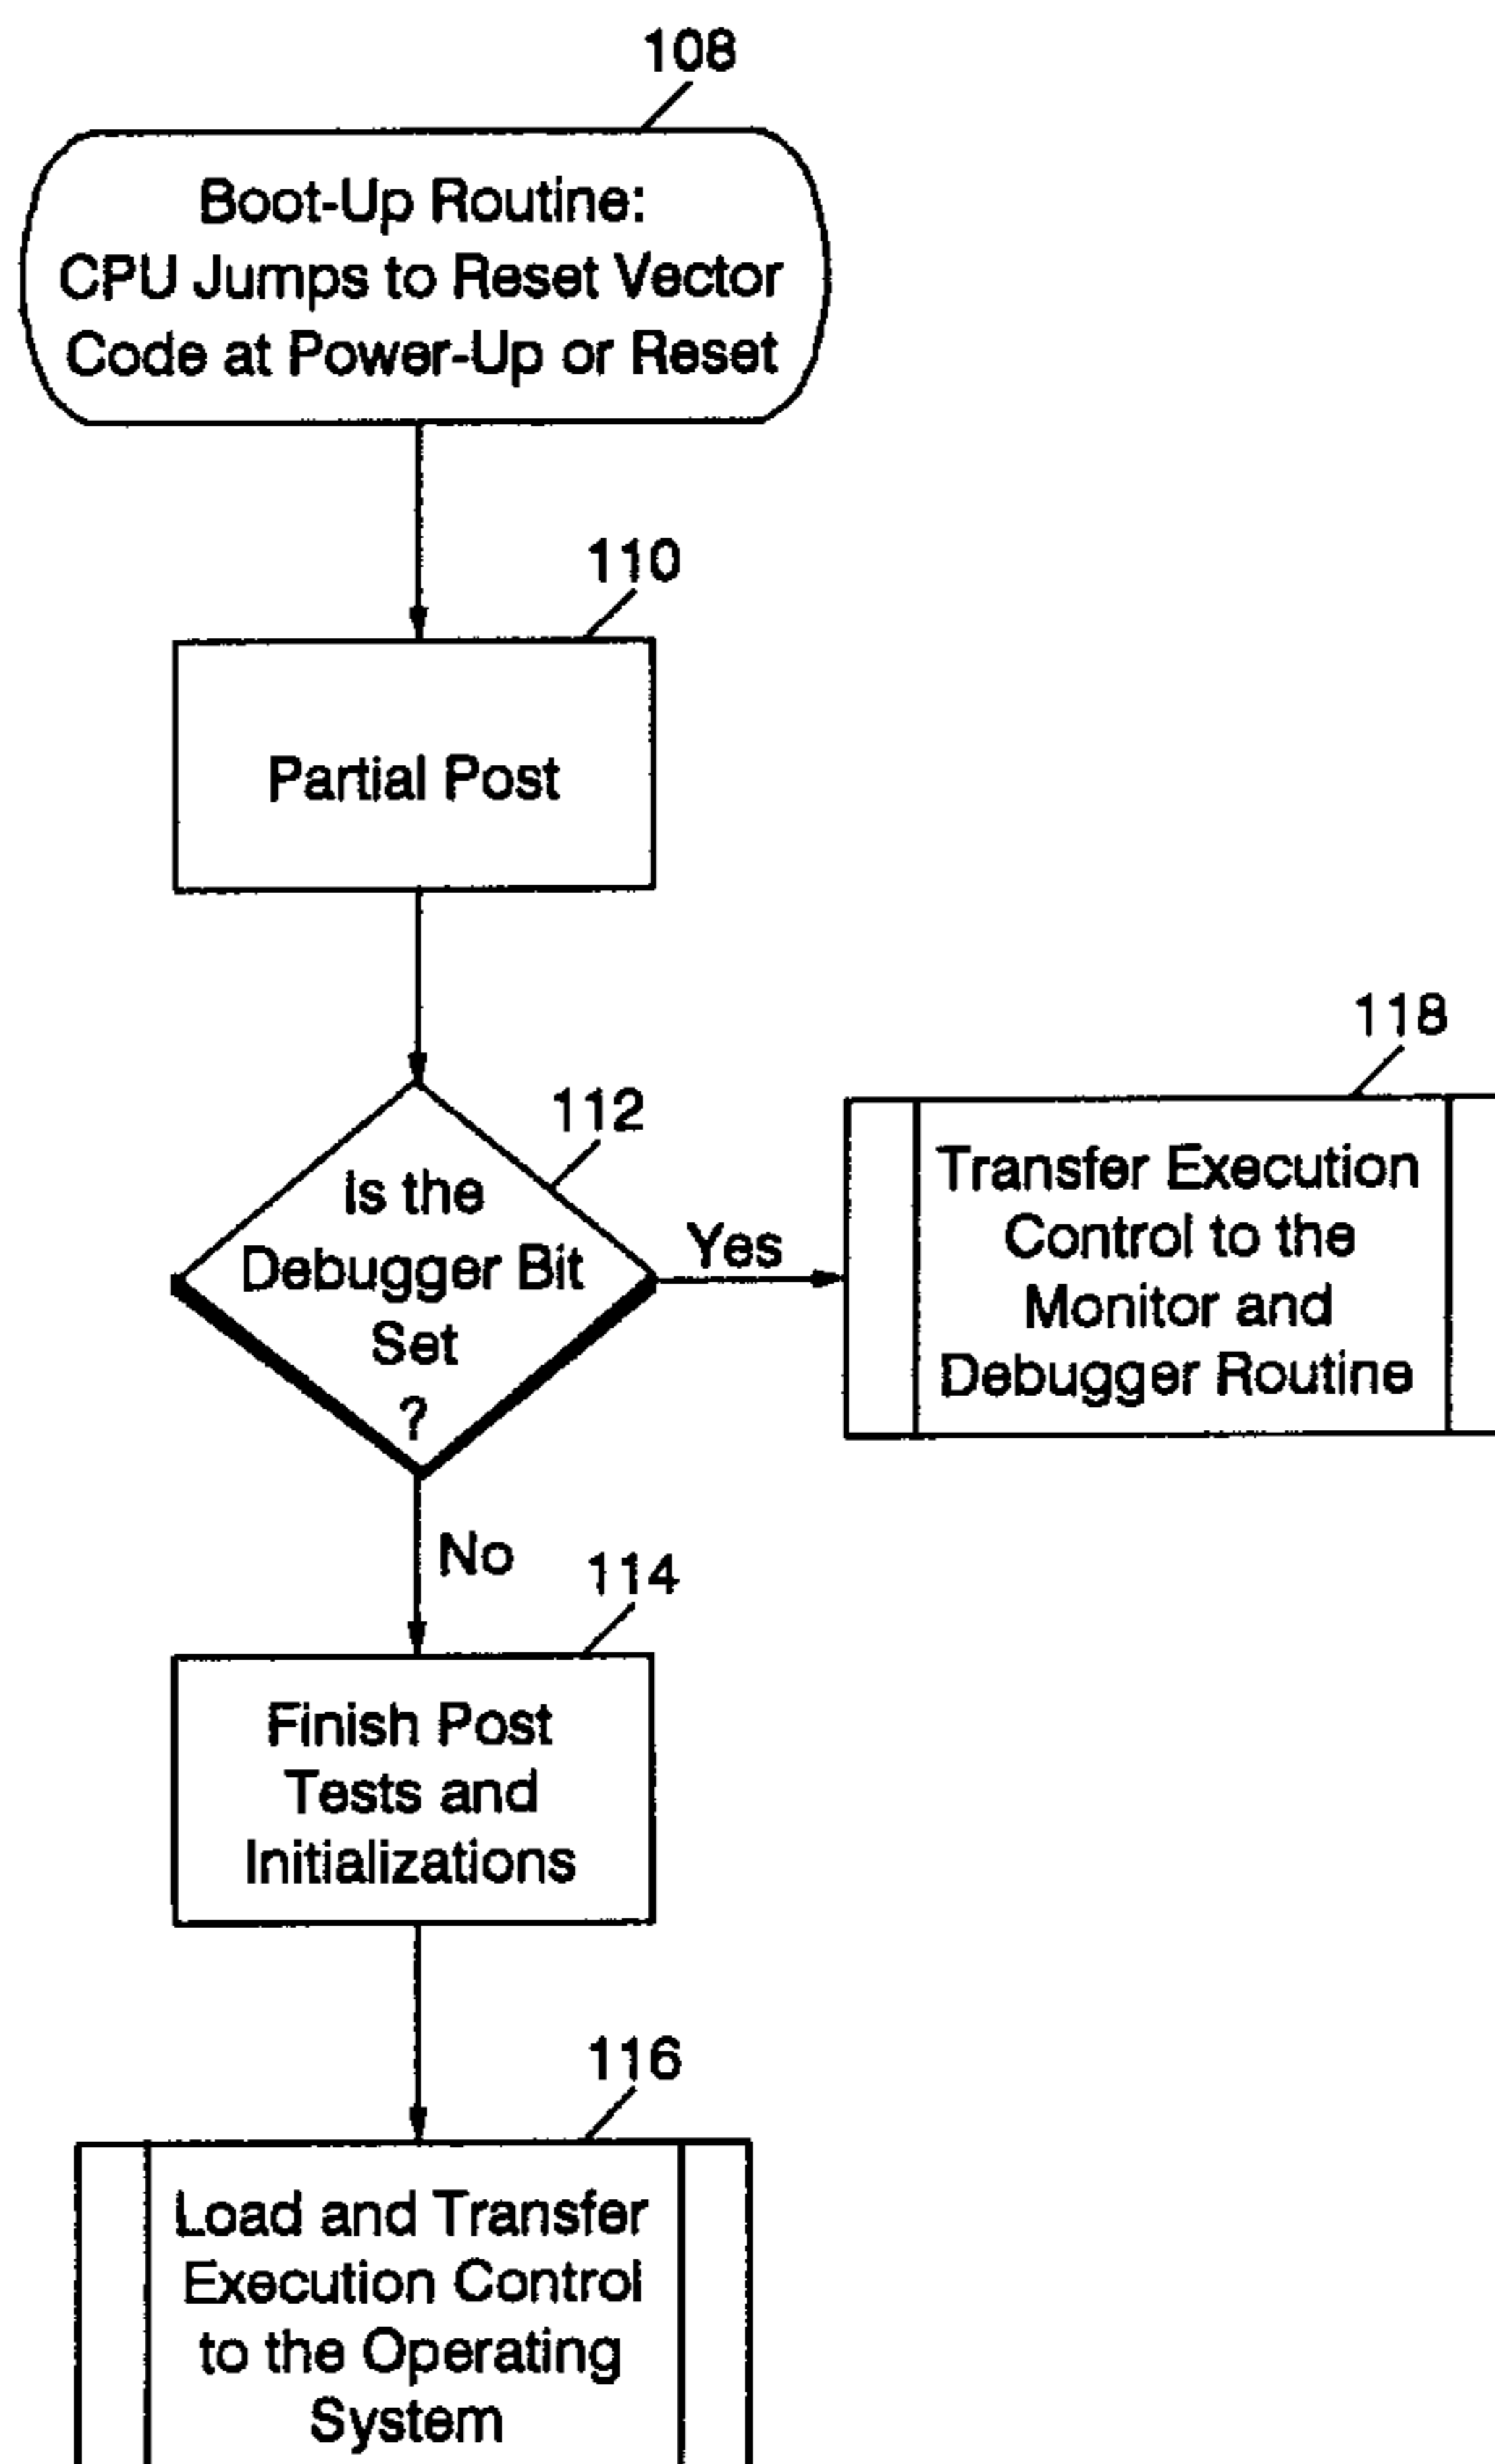 108
Boot-Up Routine:
CPU Jumps to Reset Vector
Code at Power-Up or Reset
110
Partial Post
112
Is the
Debugger Bit
Set
?
Yes
118
Transfer Execution
Control to the
Monitor and
Debugger Routine
No
114
Finish Post
Tests and
Initializations
116
Load and Transfer
Execution Control
to the Operating
System